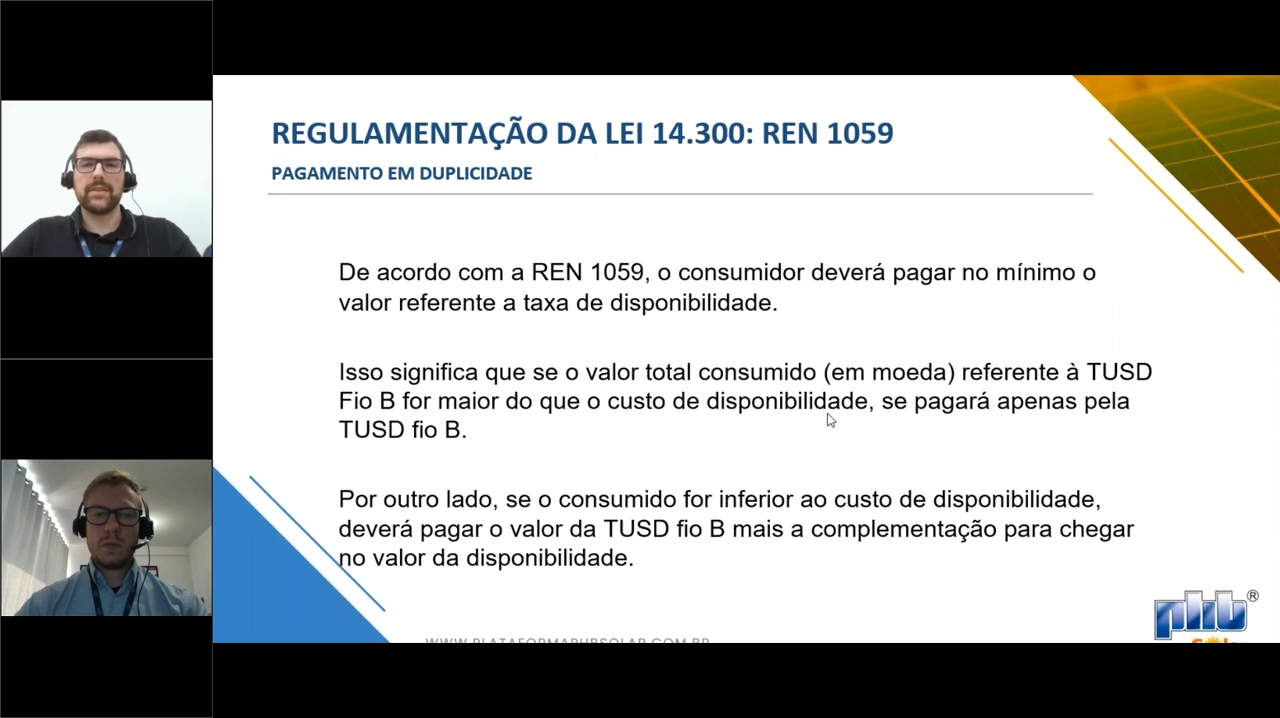 REGULAMENTAÇÃO DA LEI 14.300: REN 1059
PAGAMENTO EM DUPLICIDADE
De acordo com a REN 1059, o consumidor deverá pagar no mínimo o
valor referente a taxa de disponibilidade.
Isso significa que se o valor total consumido (em moeda) referente à TUSD
Fio B for maior do que o custo de disponibilidade, se pagará apenas pela
TUSD fio B.
Por outro lado, se o consumido for inferior ao custo de disponibilidade,
deverá pagar o valor da TUSD fio B mais a complementação para chegar
no valor da disponibilidade.
WWW.PLATAFORMAPHBSOLAR.COM.BR
phb®
Solar